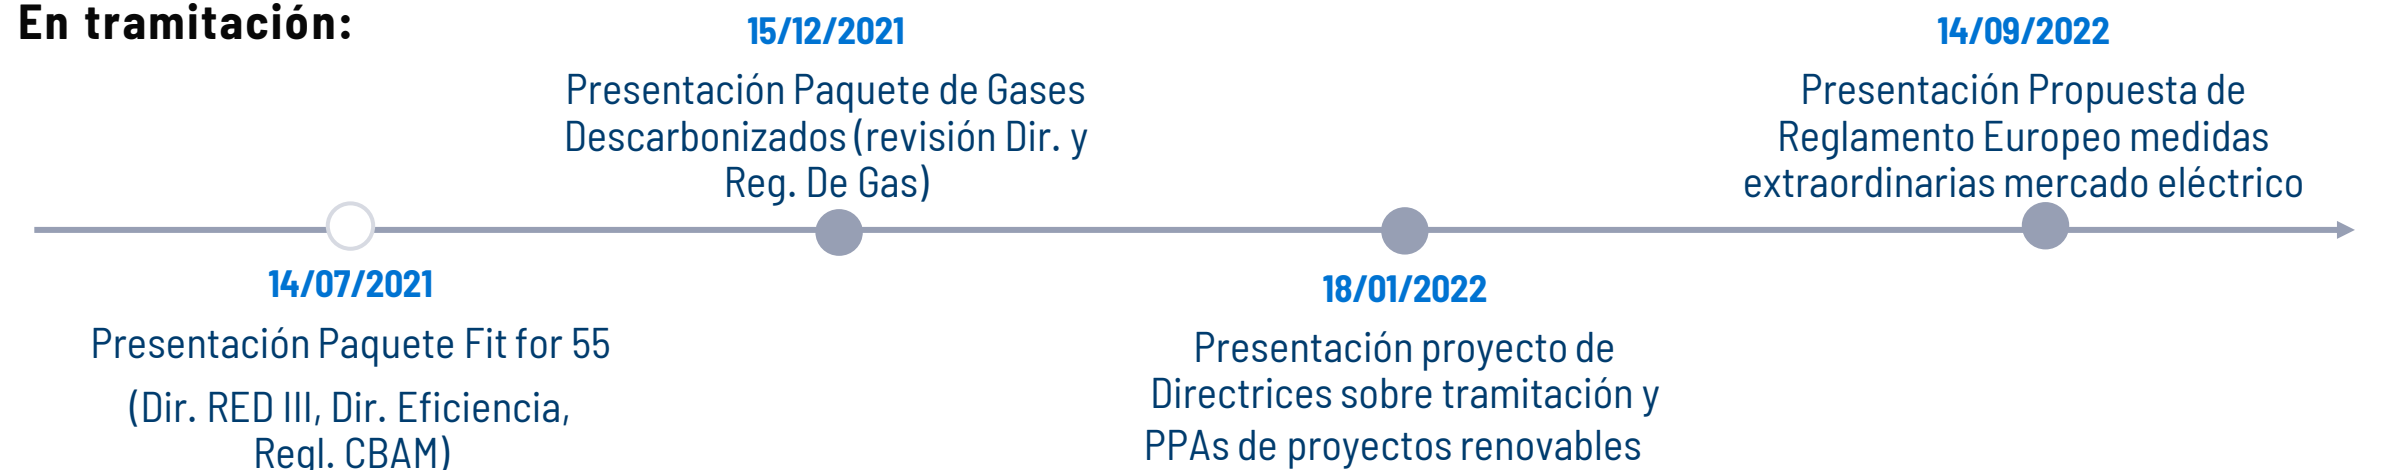 En tramitación:
15/12/2021
Presentación Paquete de Gases
Descarbonizados (revisión Dir. y
Reg. De Gas)
14/09/2022
Presentación Propuesta de
Reglamento Europeo medidas
extraordinarias mercado eléctrico
14/07/2021
Presentación Paquete Fit for 55
(Dir. RED III, Dir. Eficiencia,
Regl. CBAM)
18/01/2022
Presentación proyecto de
Directrices sobre tramitación y
PPAs de proyectos renovables